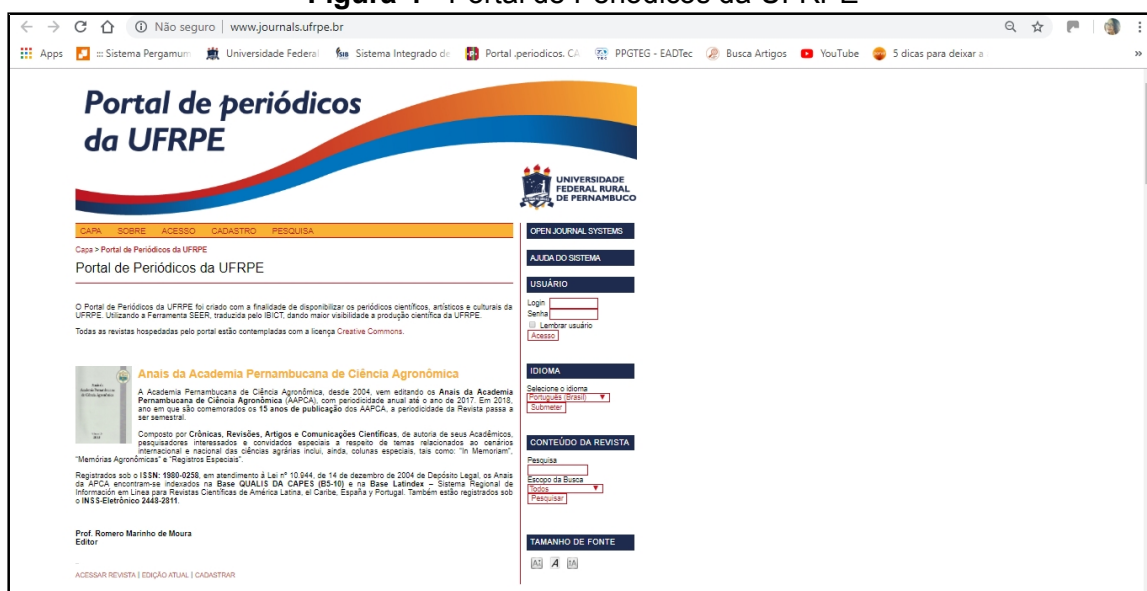 Figura 4 - Portal de Periódicos da UFRPE
Não seguro | www.journals.ufrpe.br
Apps ::: Sistema Pergamum Universidade Federal Sistema Integrado de Portal .periodicos. CA PPGTEG - EADTec Busca Artigos YouTube 5 dicas para deixar a »
Portal de periódicos
da UFRPE
UNIVERSIDADE
FEDERAL RURAL
DE PERNAMBUCO
CAPA SOBRE ACESSO CADASTRO PESQUISA
Capa > Portal de Periódicos da UFRPE
Portal de Periódicos da UFRPE
O Portal de Periódicos da UFRPE foi criado com a finalidade de disponibilizar os periódicos científicos, artísticos e culturais da
UFRPE. Utilizando a Ferramenta SEER, traduzida pelo IBICT, dando maior visibilidade a produção científica da UFRPE.
Todas as revistas hospedadas pelo portal estão contempladas com a licença Creative Commons.
Anais da Academia Pernambucana de Ciência Agronômica
A Academia Pernambucana de Ciência Agronômica, desde 2004, vem editando os Anais da Academia
Pernambucana de Ciência Agronômica (AAPCA), com periodicidade anual até o ano de 2017. Em 2018,
ano em que são comemorados os 15 anos de publicação dos AAPCA, a periodicidade da Revista passa a
ser semestral.
Composto por Crônicas, Revisões, Artigos e Comunicações Científicas, de autoria de seus Acadêmicos,
pesquisadores interessados e convidados especiais a respeito de temas relacionados ao cenários
internacional e nacional das ciências agrárias inclui, ainda, colunas especiais, tais como: "In Memoriam",
"Memórias Agronômicas" e "Registros Especiais".
Registrados sob o ISSN: 1980-0258, em atendimento à Lei nº 10.944, de 14 de dezembro de 2004 de Depósito Legal, os Anais
da APCA encontram-se indexados na Base QUALIS DA CAPES (B5-10) e na Base Latindex – Sistema Regional de
Información en Linea para Revistas Científicas de América Latina, el Caribe, España y Portugal. Também estão registrados sob
o INSS-Eletrônico 2448-2811.
Prof. Romero Marinho de Moura
Editor
ACESSAR REVISTA | EDIÇÃO ATUAL | CADASTRAR
OPEN JOURNAL SYSTEMS
AJUDA DO SISTEMA
USUÁRIO
Login
Senha
Lembrar usuário
Acesso
IDIOMA
Selecione o idioma
Português (Brasil)
Submeter
CONTEÚDO DA REVISTA
Pesquisa
Escopo da Busca
Todos
Pesquisar
TAMANHO DE FONTE